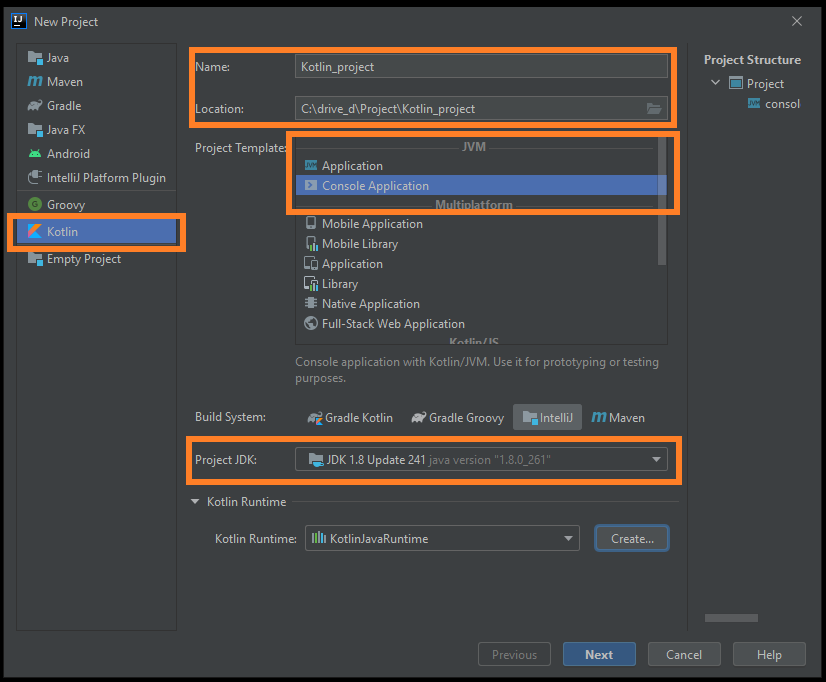 New Project
Java
Maven
Gradle
Java FX
Android
IntelliJ Platform Plugin
Groovy
Kotlin
Empty Project
Name: Kotlin_project
Location: C:\drive_d\Project\Kotlin_project
Project Template:
JVM
Application
Console Application
Multiplatform
Mobile Application
Mobile Library
Application
Library
Native Application
Full-Stack Web Application
Kotlin/JS
Console application with Kotlin/JVM. Use it for prototyping or testing
purposes.
Build System: Gradle Kotlin Gradle Groovy IntelliJ Maven
Project JDK: JDK 1.8 Update 241 java version "1.8.0_261"
Kotlin Runtime
Kotlin Runtime: KotlinJavaRuntime Create...
Project Structure
Project
consol
Previous Next Cancel Help